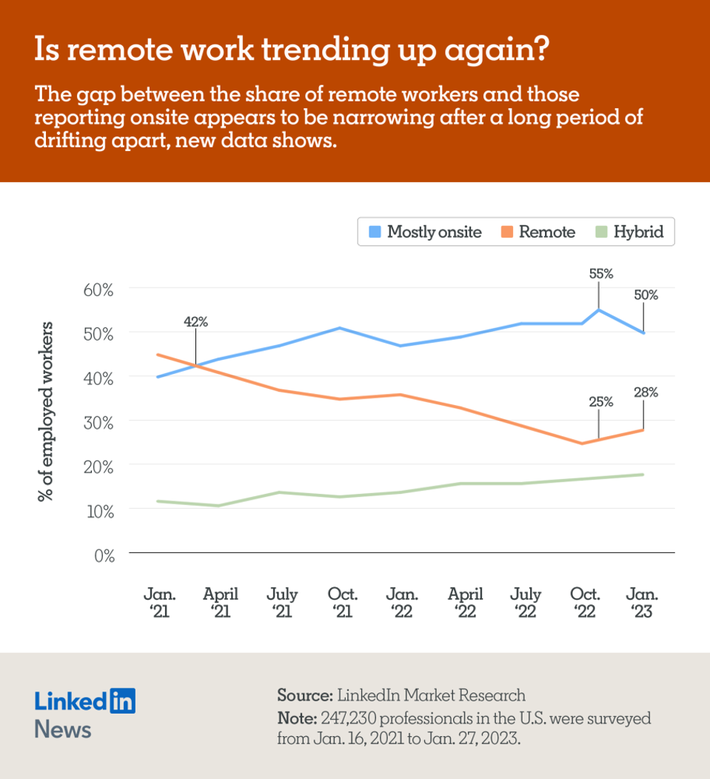 Is remote work trending up again?
The gap between the share of remote workers and those
reporting onsite appears to be narrowing after a long period of
drifting apart, new data shows.
Mostly onsite Remote Hybrid
% of employed workers
60%
50%
40%
30%
20%
10%
0%
42%
55%
50%
25%
28%
Jan. April July Oct. Jan. April July Oct. Jan.
‘21 ‘21 ‘21 ‘21 ‘22 ‘22 ‘22 ‘22 ‘23
Linked in
News
Source: LinkedIn Market Research
Note: 247,230 professionals in the U.S. were surveyed
from Jan. 16, 2021 to Jan. 27, 2023.